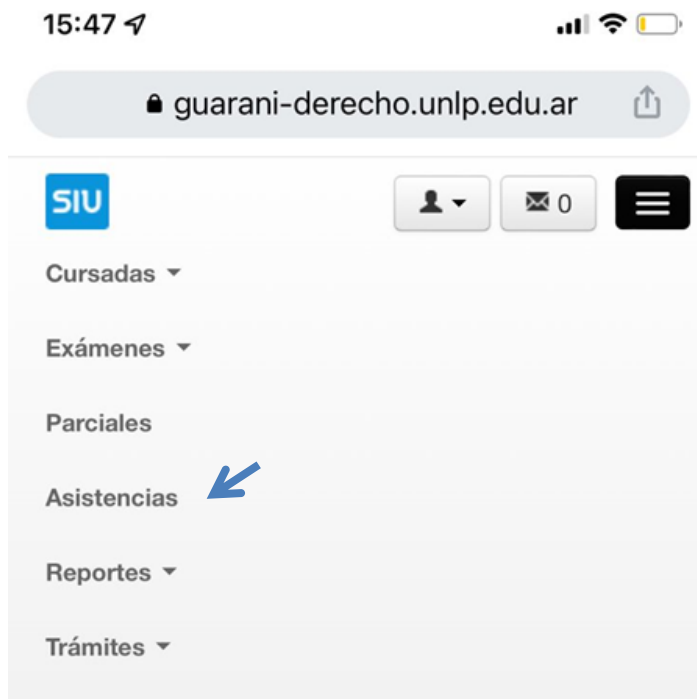 15:47
guarani-derecho.unlp.edu.ar
SIU
0
Cursadas
Exámenes
Parciales
Asistencias
Reportes
Trámites